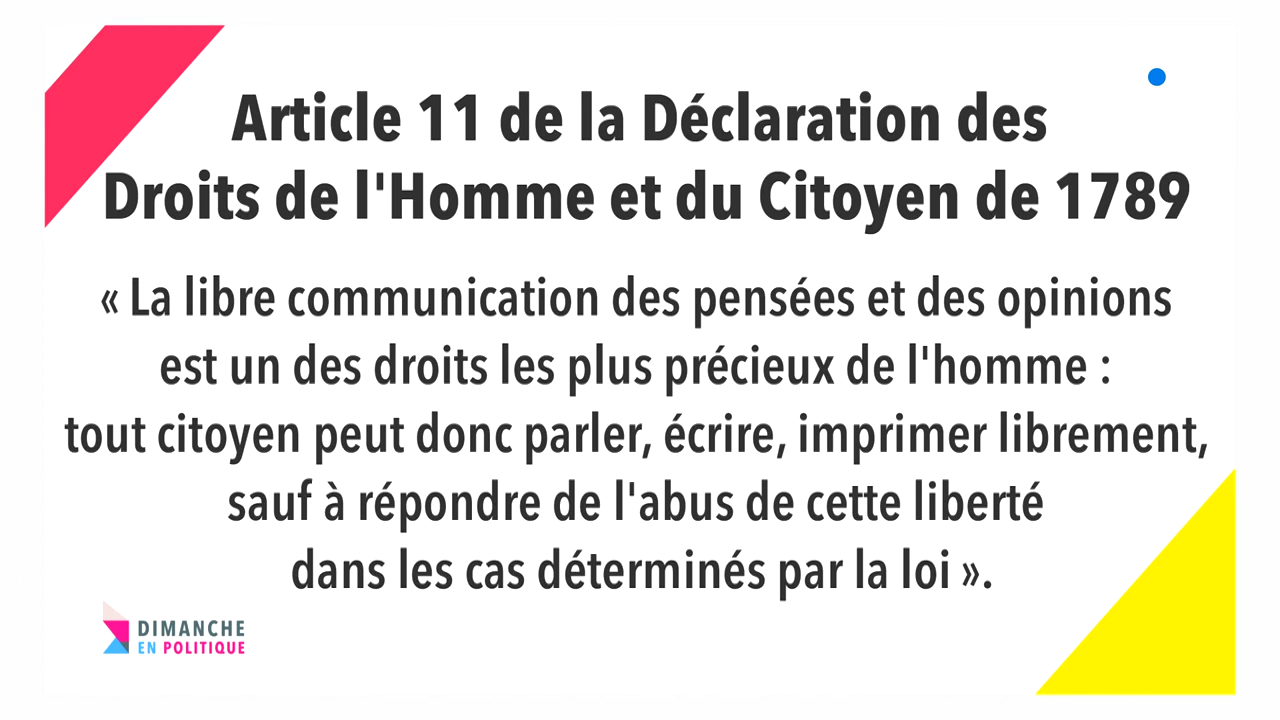 Article 11 de la Déclaration des
Droits de l'Homme et du Citoyen de 1789
« La libre communication des pensées et des opinions
est un des droits les plus précieux de l'homme :
tout citoyen peut donc parler, écrire, imprimer librement,
sauf à répondre de l'abus de cette liberté
dans les cas déterminés par la loi ».
DIMANCHE
EN POLITIQUE